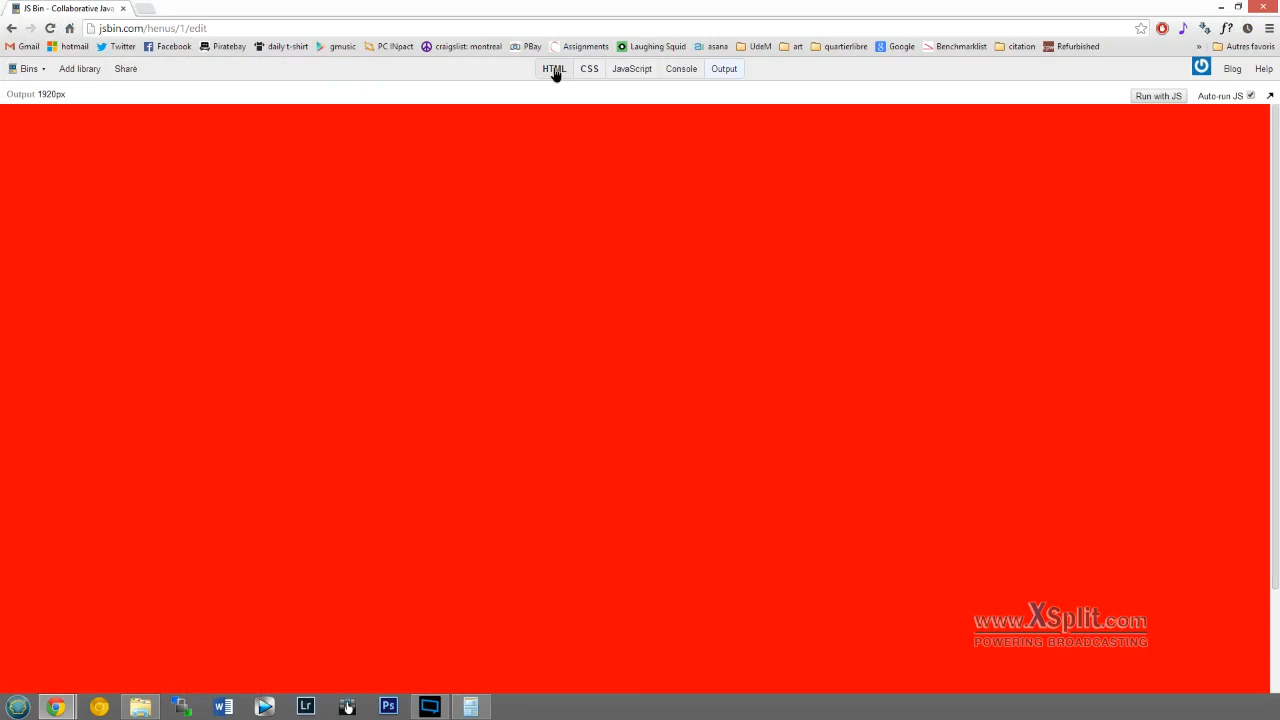 JS Bin - Collaborative Java
jsbin.com/henus/1/edit
Gmail hotmail Twitter Facebook Piratebay daily t-shirt gmusic PC INpact craigslist: montreal PBay Assignments Laughing Squid asana UdeM art quartierlibre Google Benchmarklist citation Refurbished » Autres favoris
Bins Add library Share HTML CSS JavaScript Console Output Blog Help
Output 1920px Run with JS Auto-run JS
www.XSplit.com
POWERING BROADCASTING
Lr Ps